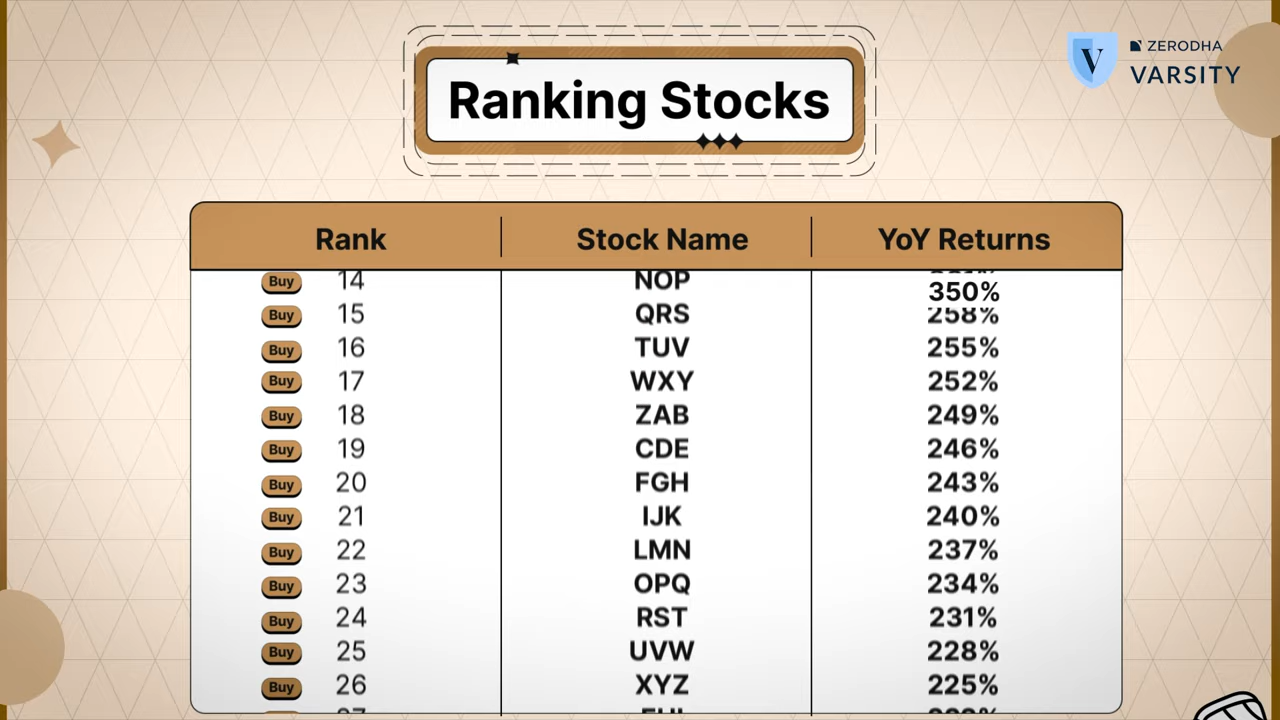 Ranking Stocks
ZERODHA
VARSITY
Rank Stock Name YoY Returns
Buy 14 NOP
350%
Buy 15 QRS 258%
Buy 16 TUV 255%
Buy 17 WXY 252%
Buy 18 ZAB 249%
Buy 19 CDE 246%
Buy 20 FGH 243%
Buy 21 IJK 240%
Buy 22 LMN 237%
Buy 23 OPQ 234%
Buy 24 RST 231%
Buy 25 UVW 228%
Buy 26 XYZ 225%